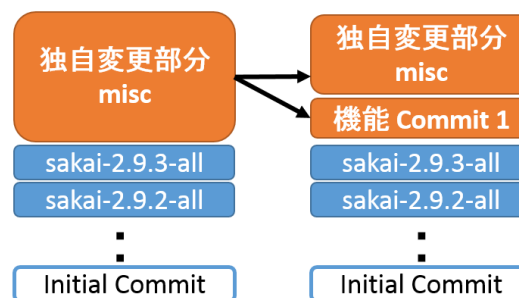 独自変更部分
misc
sakai-2.9.3-all
sakai-2.9.2-all
:
Initial Commit
独自変更部分
misc
機能 Commit 1
sakai-2.9.3-all
sakai-2.9.2-all
:
Initial Commit